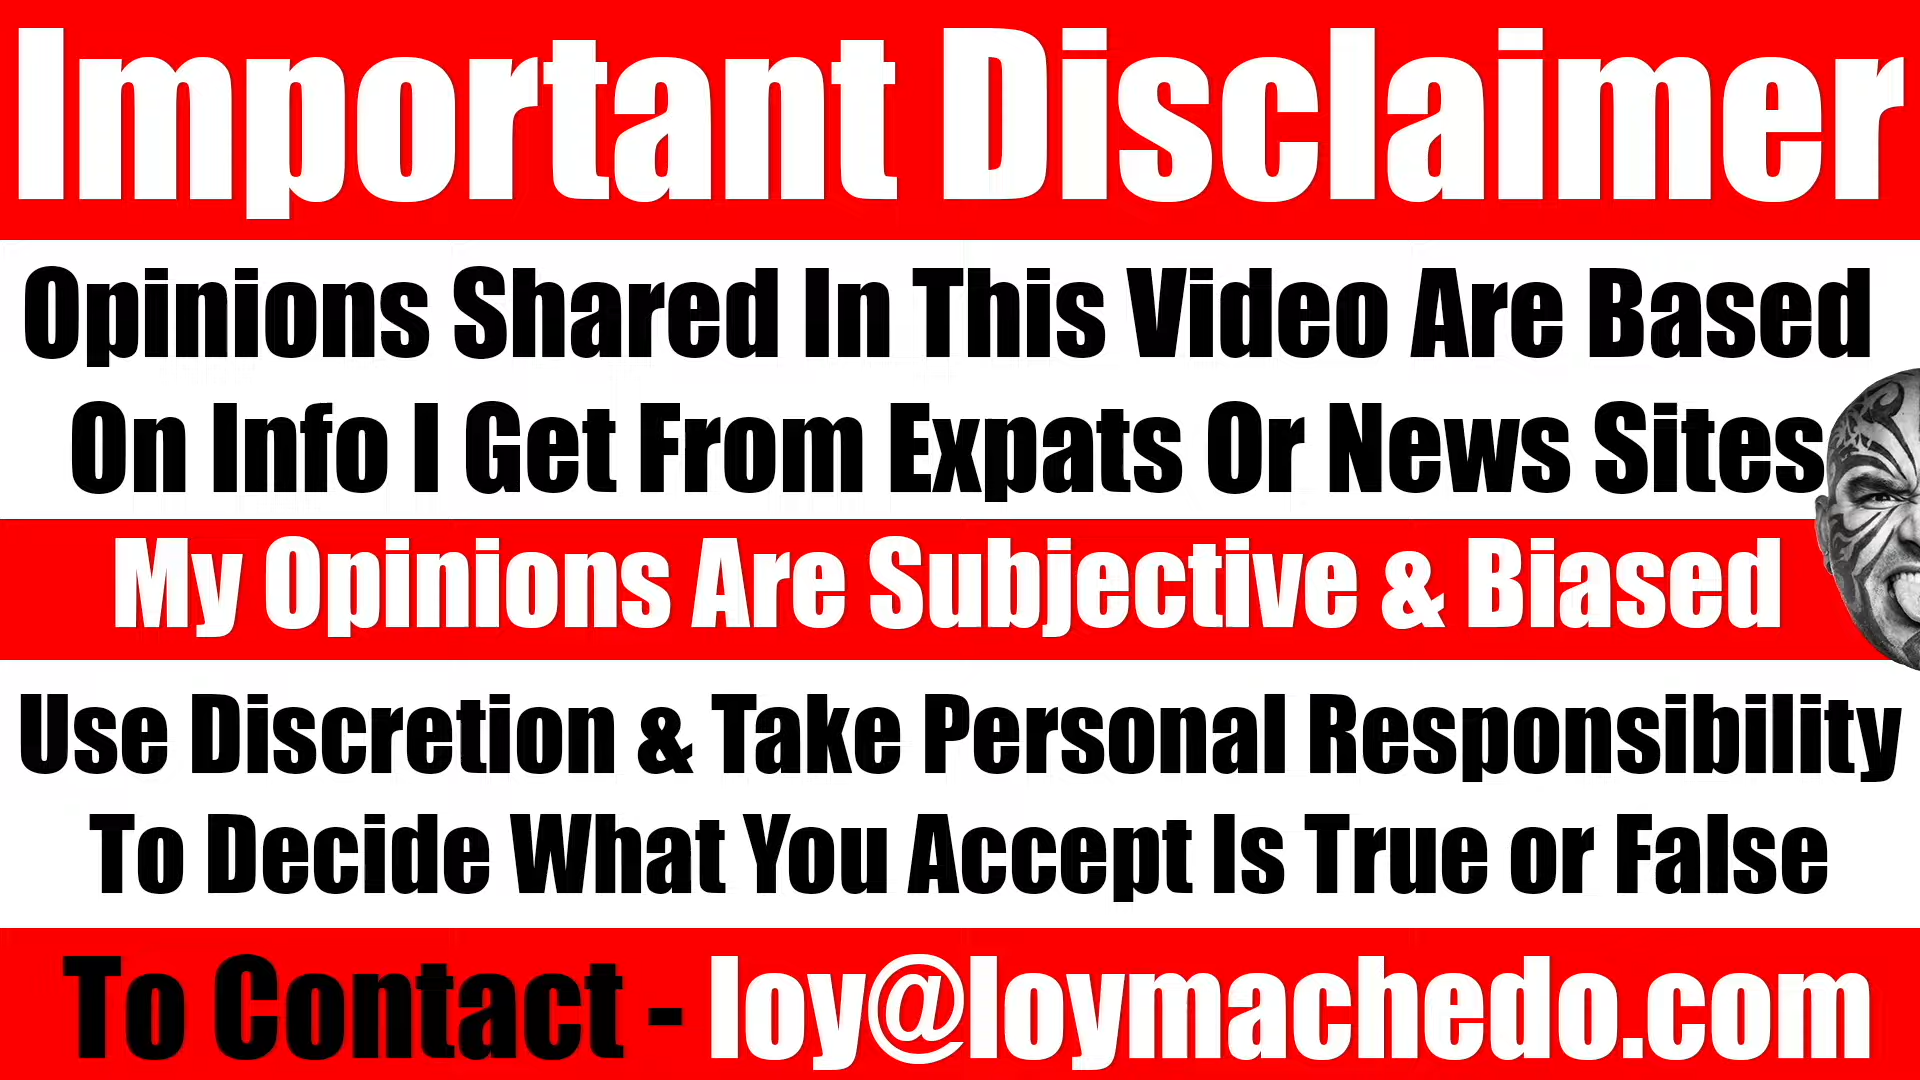 Important Disclaimer
Opinions Shared In This Video Are Based
On Info I Get From Expats Or News Sites
My Opinions Are Subjective & Biased
Use Discretion & Take Personal Responsibility
To Decide What You Accept Is True or False
To Contact - loy@loymachedo.com